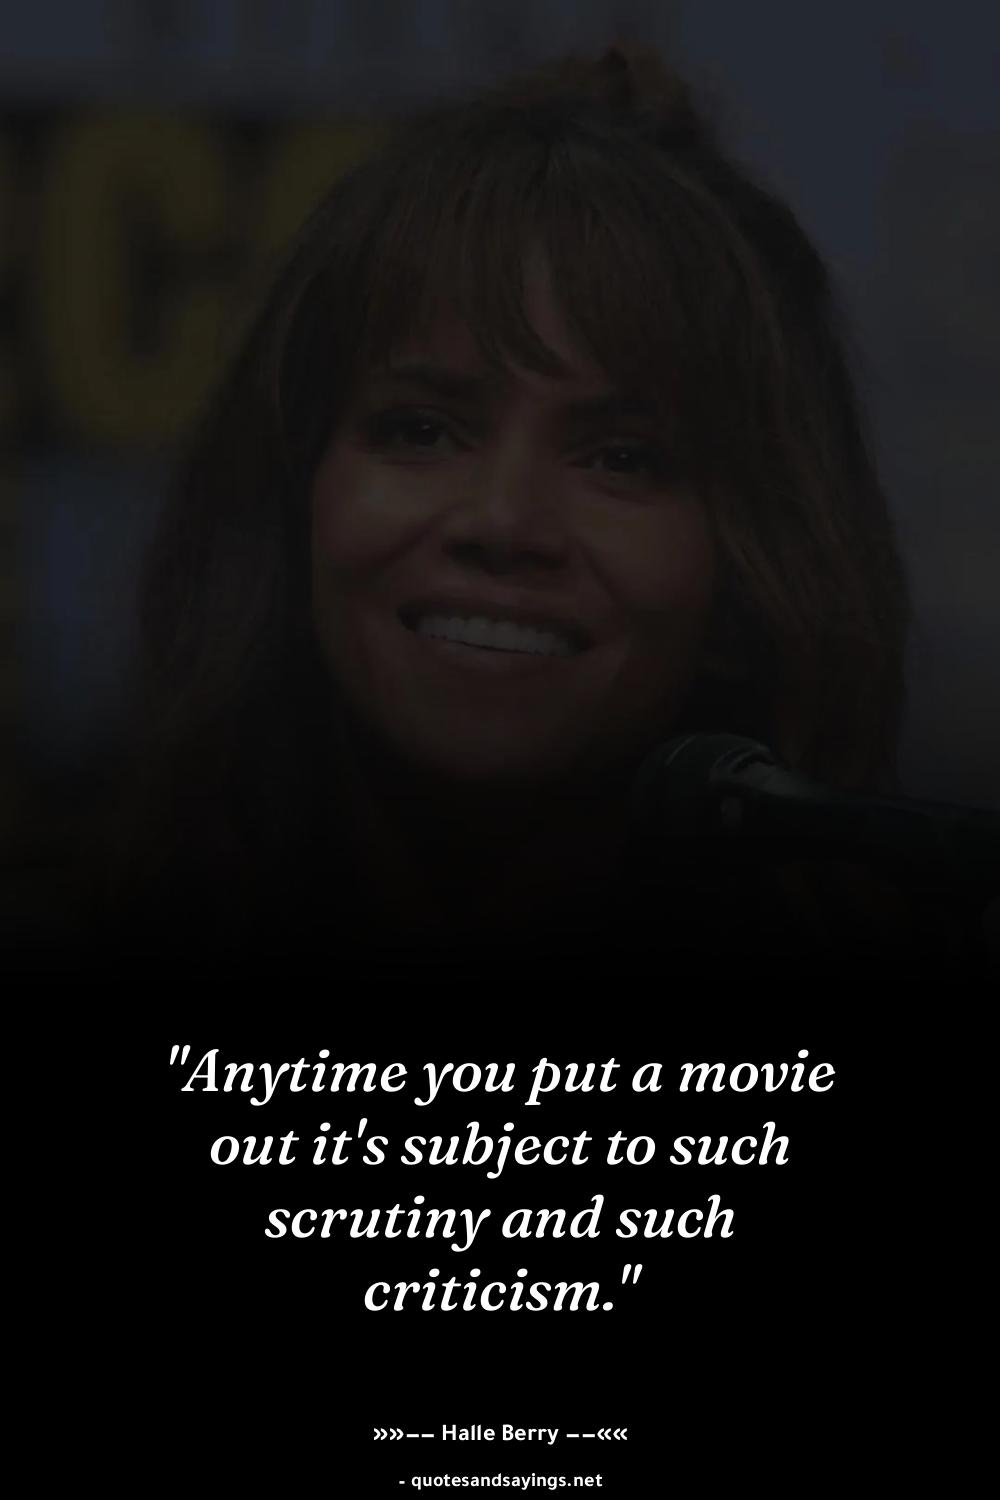 "Anytime you put a movie
out it's subject to such
scrutiny and such
criticism."
»»−− Halle Berry −−««
- quotesandsayings.net